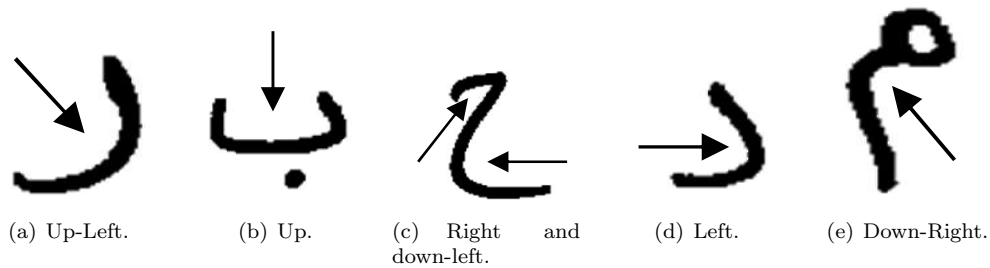 ر ب ح د م
(a) Up-Left. (b) Up. (c) Right and down-left. (d) Left. (e) Down-Right.